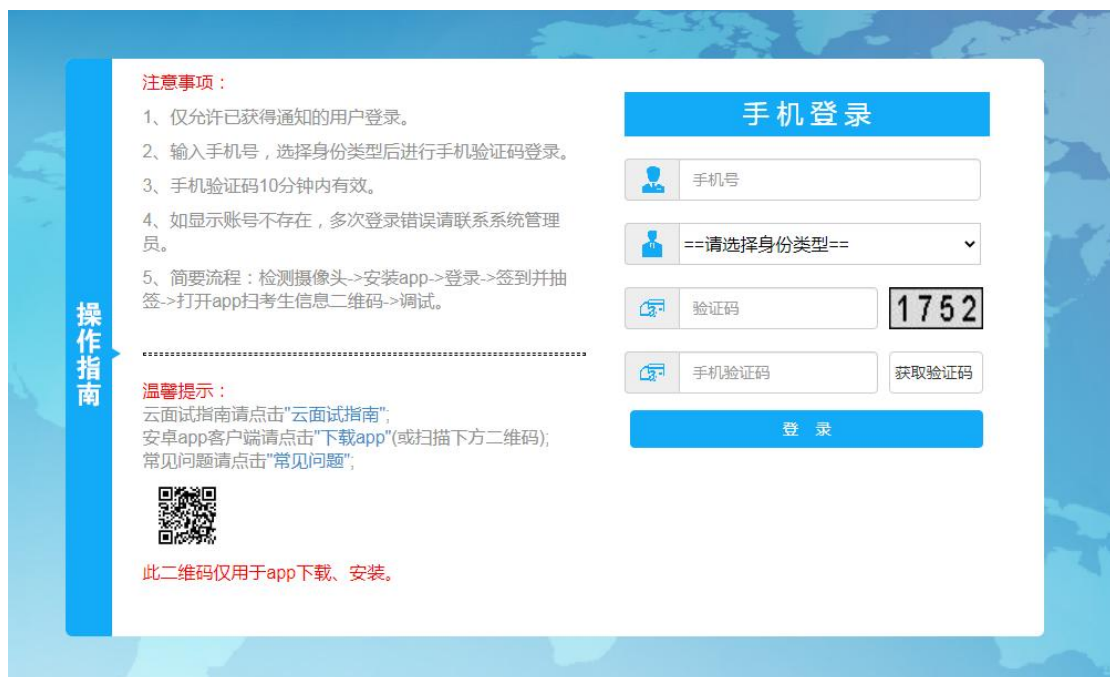 操作指南
注意事项：
1、仅允许已获得通知的用户登录。
2、输入手机号，选择身份类型后进行手机验证码登录。
3、手机验证码10分钟内有效。
4、如显示账号不存在，多次登录错误请联系系统管理
员。
5、简要流程：检测摄像头->安装app->登录->签到并抽
签->打开app扫考生信息二维码->调试。
温馨提示：
云面试指南请点击"云面试指南";
安卓app客户端请点击"下载app"(或扫描下方二维码);
常见问题请点击"常见问题";
此二维码仅用于app下载、安装。
手机登录
手机号
==请选择身份类型==
验证码
1752
手机验证码
获取验证码
登 录